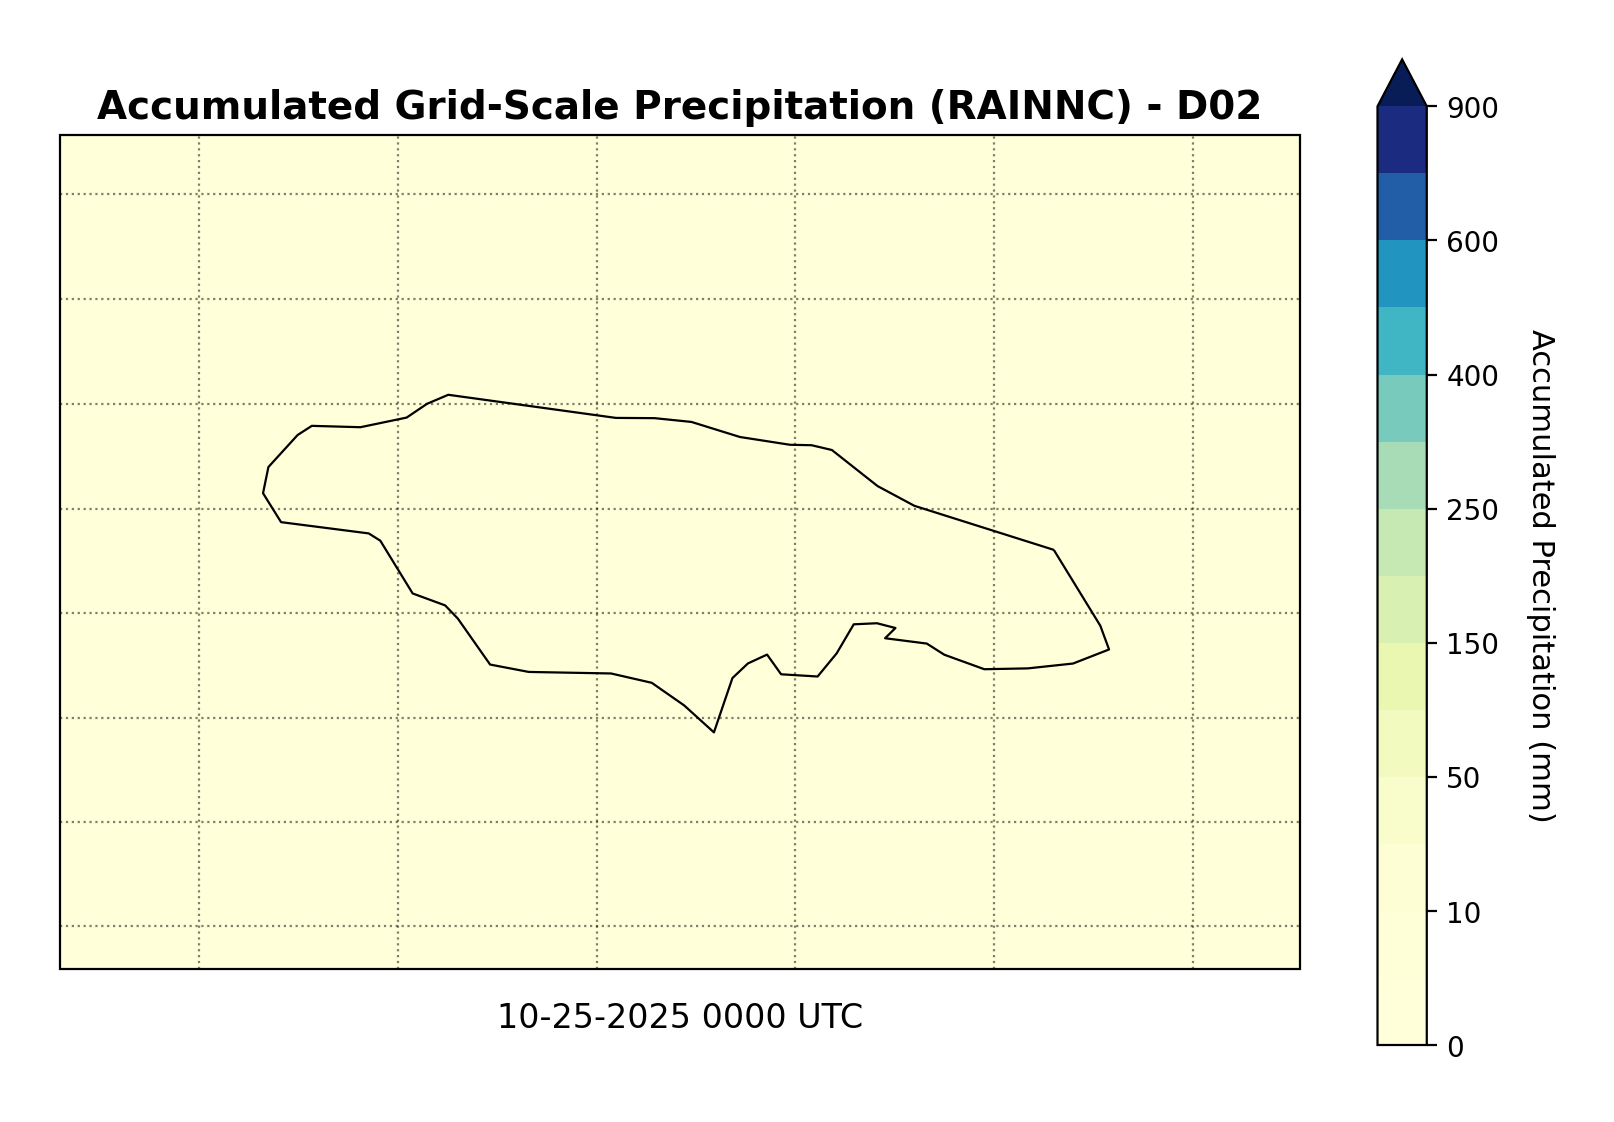 Accumulated Grid-Scale Precipitation (RAINNC) - D02
900
600
400
250
150
50
10
0
Accumulated Precipitation (mm)
10-25-2025 0000 UTC